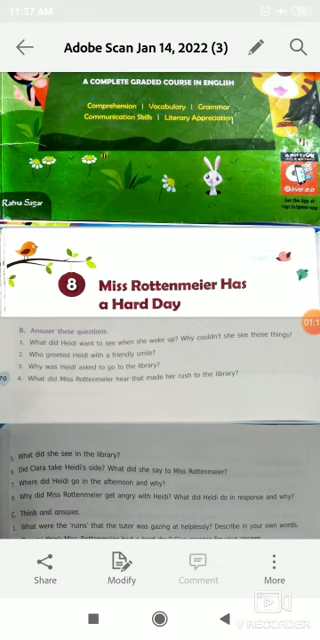 11:37 AM
Adobe Scan Jan 14, 2022 (3)
A COMPLETE GRADED COURSE IN ENGLISH
Comprehension | Vocabulary | Grammar
Communication Skills | Literary Appreciation
Ratna Sagar
8 Miss Rottenmeier Has
a Hard Day
01:1
B. Answer these questions.
1. What did Heidi want to see when she woke up? Why couldn't she see those things?
2. Who greeted Heidi with a friendly smile?
3. Why was Heidi asked to go to the library?
70
4. What did Miss Rottenmeier hear that made her rush to the library?
5. What did she see in the library?
6. Did Clara take Heidi's side? What did she say to Miss Rottenmeier?
7. Where did Heidi go in the afternoon and why?
8. Why did Miss Rottenmeier get angry with Heidi? What did Heidi do in response and why?
C. Think and answer.
1. What were the 'ruins' that the tutor was gazing at helplessly? Describe in your own words.
Share
Modify
Comment
More
RECORDER